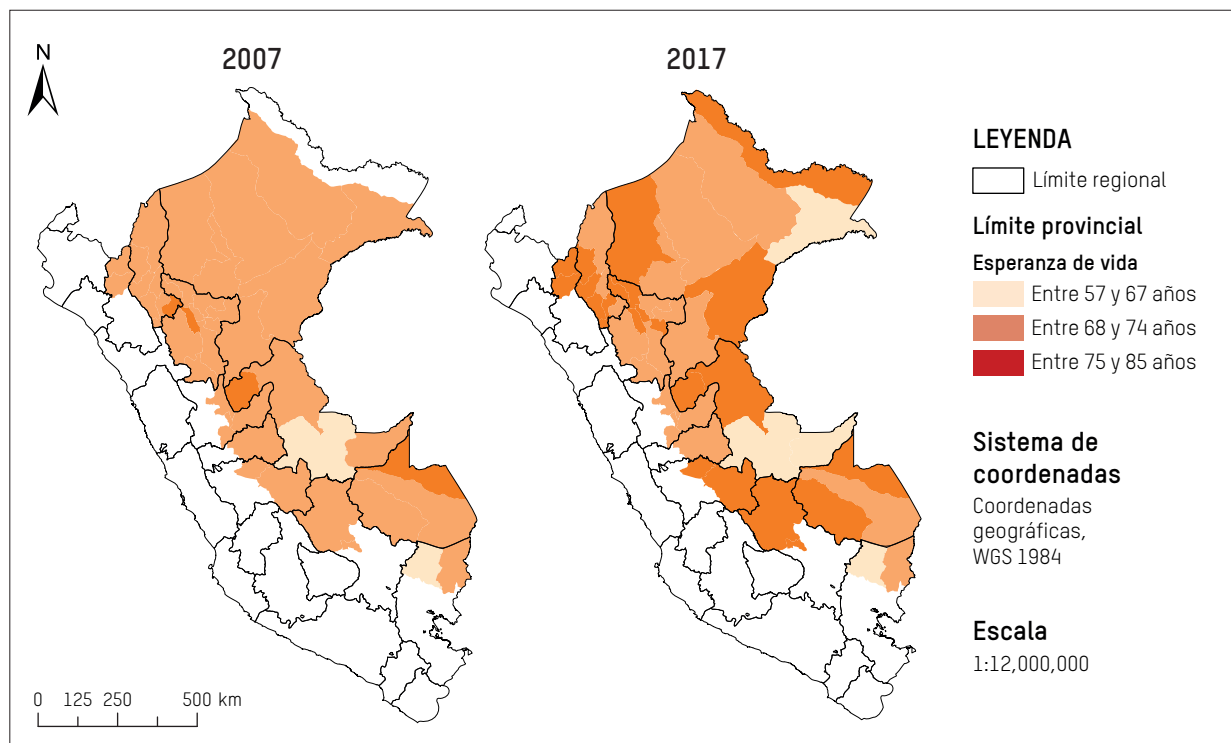 2007
2017
N
LEYENDA
Límite regional
Límite provincial
Esperanza de vida
Entre 57 y 67 años
Entre 68 y 74 años
Entre 75 y 85 años
Sistema de
coordenadas
Coordenadas
geográficas,
WGS 1984
Escala
1:12,000,000
0 125 250 500 km